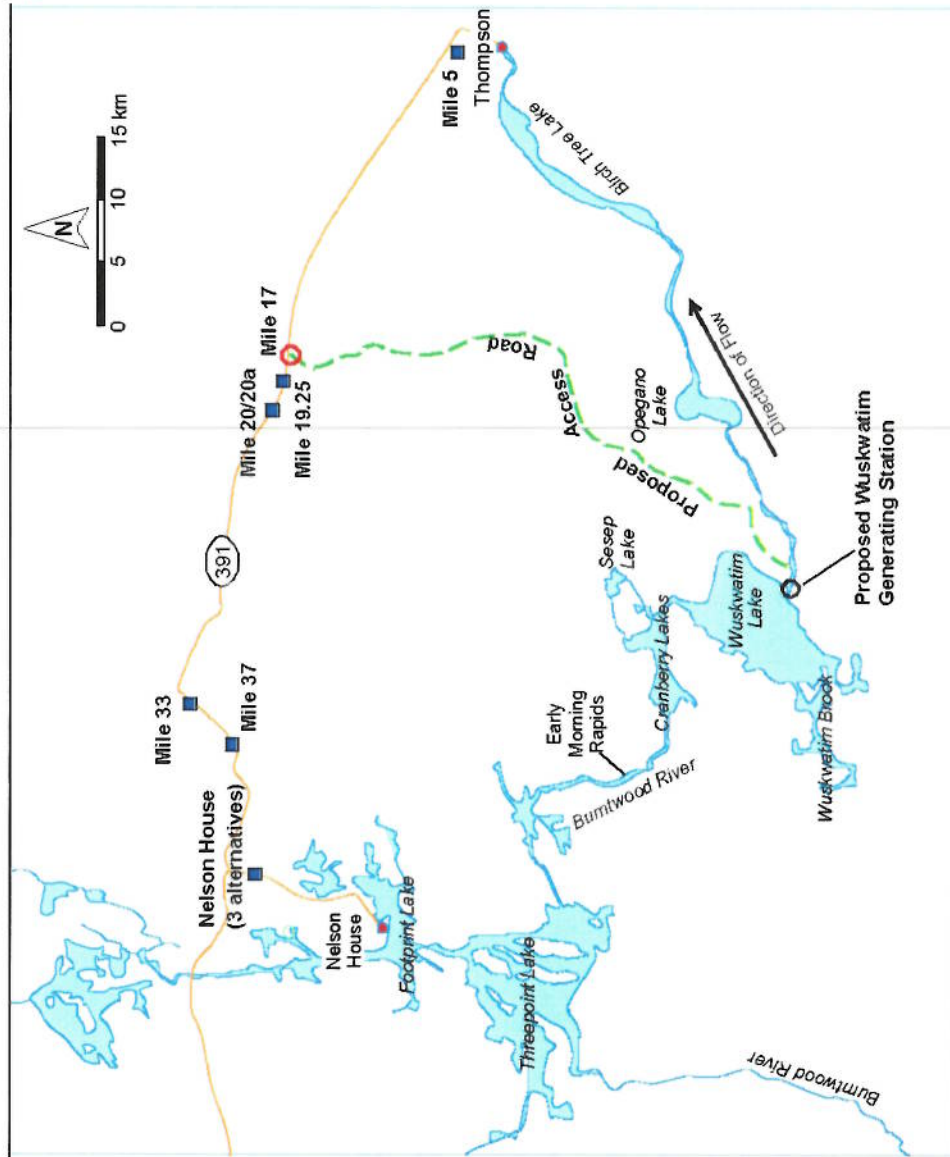 N
0 5 10 15 km
Mile 5
Thompson
Birch Tree Lake
Mile 17
Mile 20/20a
Mile 19.25
391
Mile 33
Mile 37
Nelson House
(3 alternatives)
Nelson
House
Footprint Lake
Threepoint Lake
Burntwood River
Early
Morning
Rapids
Burntwood River
Cranberry Lakes
Sesep
Lake
Wuskwatim
Lake
Wuskwatim Brook
Opegano
Lake
Direction of Flow
Proposed Access Road
Proposed Wuskwatim
Generating Station